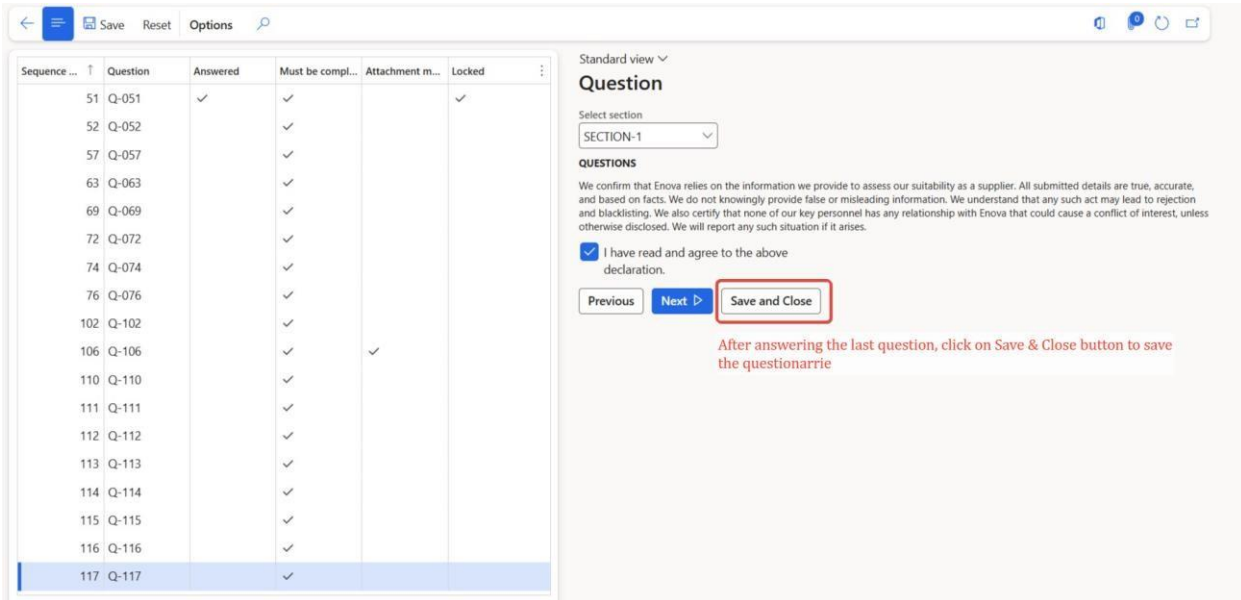 Save Reset Options
0
Sequence ... ↑ Question Answered Must be compl... Attachment m... Locked
51 Q-051 ✓ ✓ ✓
52 Q-052 ✓
57 Q-057 ✓
63 Q-063 ✓
69 Q-069 ✓
72 Q-072 ✓
74 Q-074 ✓
76 Q-076 ✓
102 Q-102 ✓
106 Q-106 ✓ ✓
110 Q-110 ✓
111 Q-111 ✓
112 Q-112 ✓
113 Q-113 ✓
114 Q-114 ✓
115 Q-115 ✓
116 Q-116 ✓
117 Q-117 ✓
Standard view
Question
Select section
SECTION-1
QUESTIONS
We confirm that Enova relies on the information we provide to assess our suitability as a supplier. All submitted details are true, accurate,
and based on facts. We do not knowingly provide false or misleading information. We understand that any such act may lead to rejection
and blacklisting. We also certify that none of our key personnel has any relationship with Enova that could cause a conflict of interest, unless
otherwise disclosed. We will report any such situation if it arises.
I have read and agree to the above
declaration.
Previous Next Save and Close
After answering the last question, click on Save & Close button to save
the questionarrie